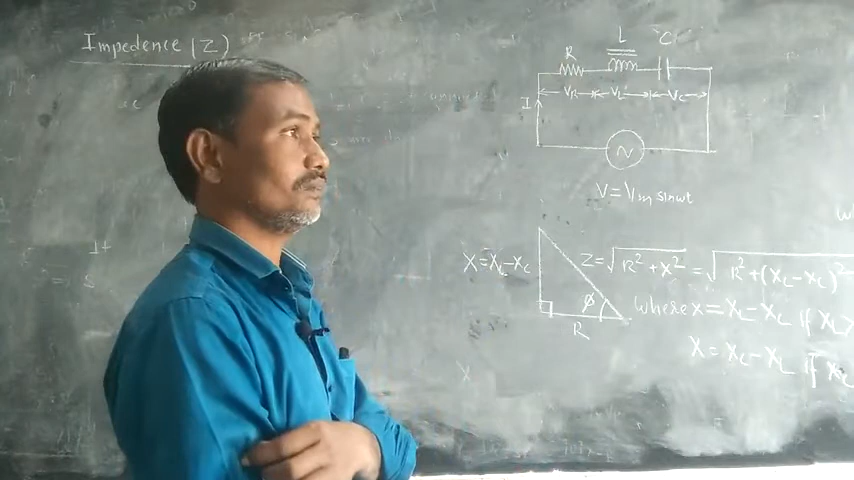 Impedence (Z)
L
R
C
I
VR VL VC
V = Vm sinωt
X = XL-XC
Z = √R² + X² = √R² + (XL - XC)²
ϕ
where X = XL - XC if XL >
R
X = XC - XL if XC